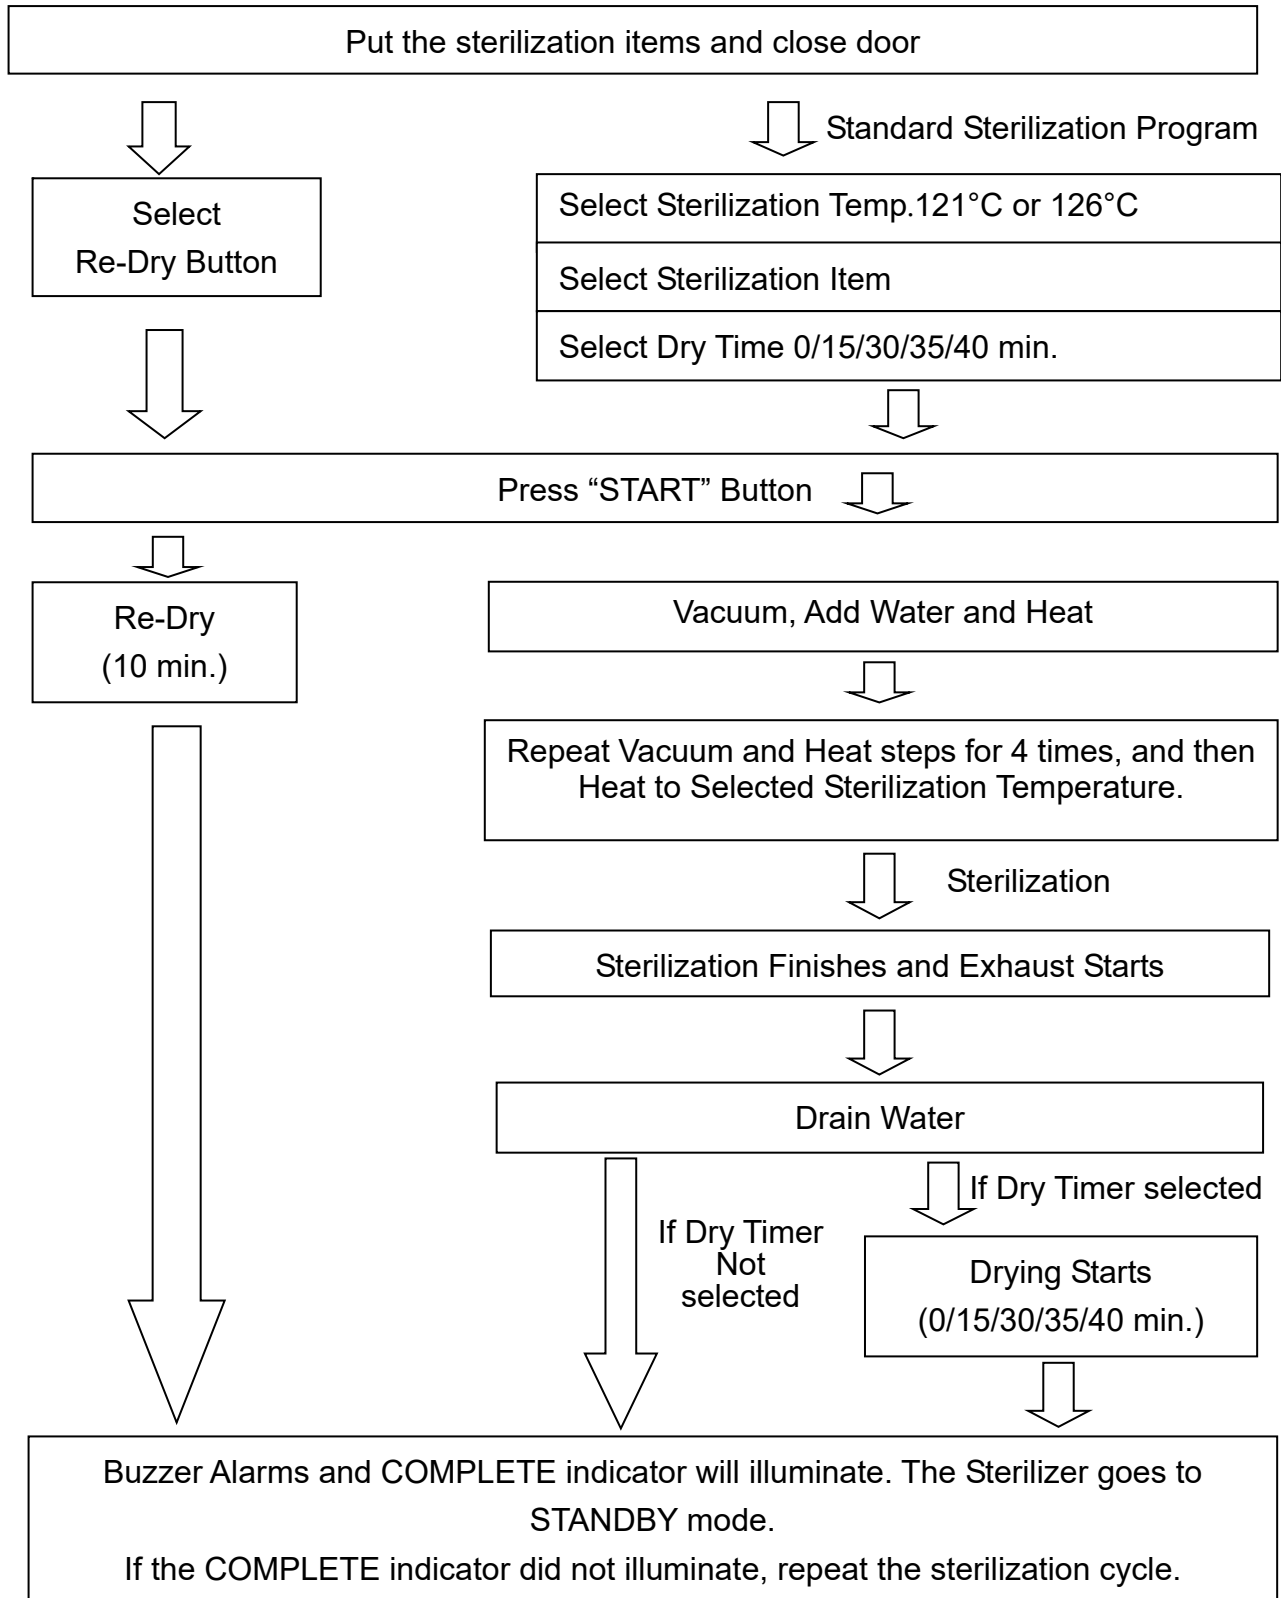 Put the sterilization items and close door
Standard Sterilization Program
Select
Re-Dry Button
Select Sterilization Temp.121°C or 126°C
Select Sterilization Item
Select Dry Time 0/15/30/35/40 min.
Press “START” Button
Re-Dry
(10 min.)
Vacuum, Add Water and Heat
Repeat Vacuum and Heat steps for 4 times, and then
Heat to Selected Sterilization Temperature.
Sterilization
Sterilization Finishes and Exhaust Starts
Drain Water
If Dry Timer selected
If Dry Timer
Not
selected
Drying Starts
(0/15/30/35/40 min.)
Buzzer Alarms and COMPLETE indicator will illuminate. The Sterilizer goes to
STANDBY mode.
If the COMPLETE indicator did not illuminate, repeat the sterilization cycle.